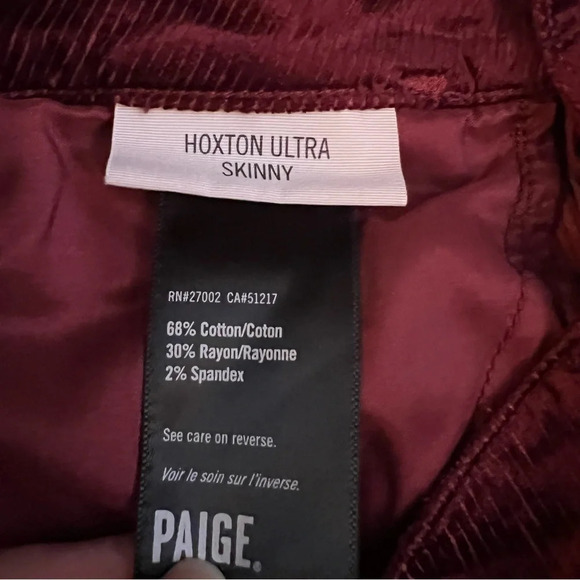 HOXTON ULTRA
SKINNY
RN#27002 CA#51217
68% Cotton/Coton
30% Rayon/Rayonne
2% Spandex
See care on reverse.
Voir le soin sur l'inverse.
PAIGE.